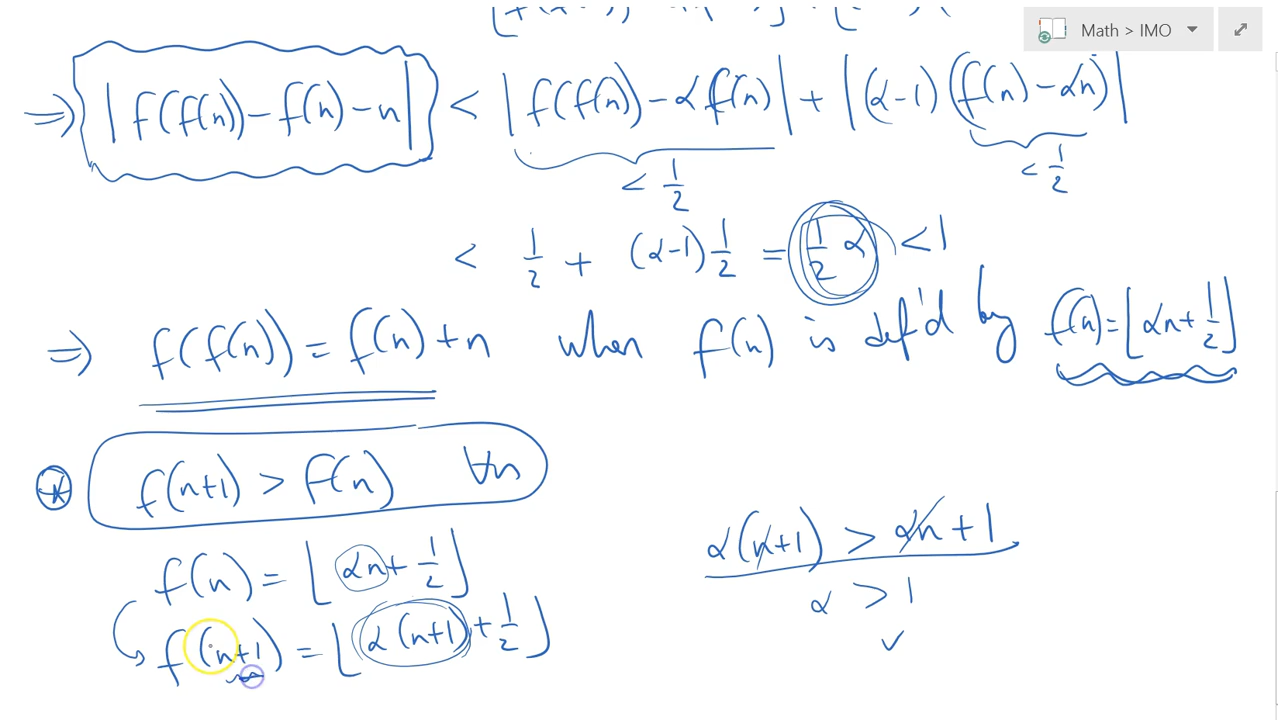 Math > IMO
⇒ | f(f(n)) - f(n) - n | < | f(f(n)) - αf(n) | + | (α-1) (f(n) - αn) |
< 1/2 < 1/2
< 1/2 + (α-1) 1/2 = 1/2 α < 1
⇒ f(f(n)) = f(n) + n when f(n) is def'd by f(n) = ⌊αn + 1/2⌋
* f(n+1) > f(n) ∀n
α(n+1) > αn + 1
f(n) = ⌊αn + 1/2⌋
α > 1
f(n+1) = ⌊α(n+1) + 1/2⌋
✓